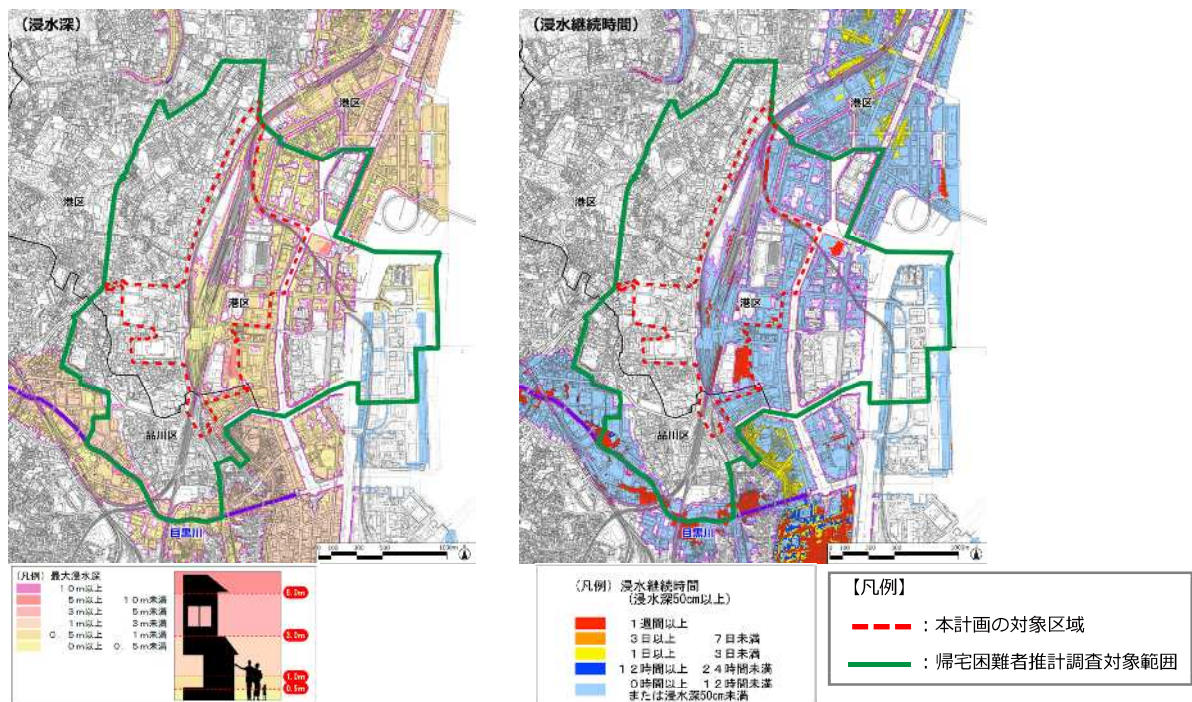 （浸水深）
港区
港区
港区
品川区
目黒川
0 100 200 500 1000m
（浸水継続時間）
港区
港区
港区
品川区
目黒川
0 100 200 500 1000m
(凡例) 最大浸水深
10m以上
5m以上 10m未満
3m以上 5m未満
1m以上 3m未満
0.5m以上 1m未満
0m以上 0.5m未満
5.0m
3.0m
1.0m
0.5m
(凡例) 浸水継続時間
(浸水深50cm以上)
1週間以上
3日以上 7日未満
1日以上 3日未満
12時間以上 24時間未満
0時間以上 12時間未満
または浸水深50cm未満
【凡例】
：本計画の対象区域
：帰宅困難者推計調査対象範囲